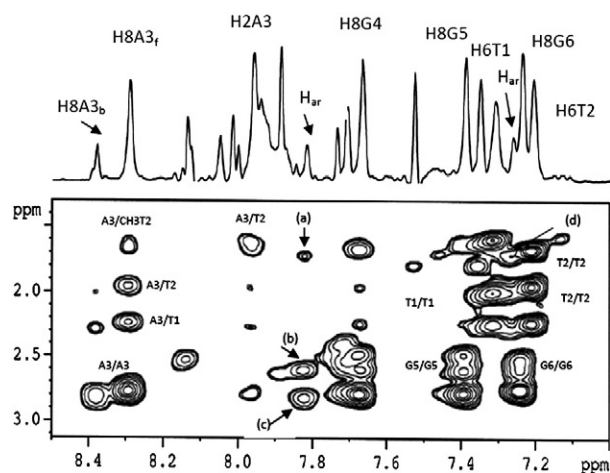 H8A3f
H2A3
H8G4
H8G5
H8G6
H6T1
H8A3b
Har
Har
H6T2
ppm
ppm
A3/CH3T2
A3/T2
(a)
(d)
T2/T2
2.0
A3/T2
T1/T1
T2/T2
A3/T1
2.5
(b)
A3/A3
G5/G5
G6/G6
3.0
(c)
8.4
8.2
8.0
7.8
7.6
7.4
7.2